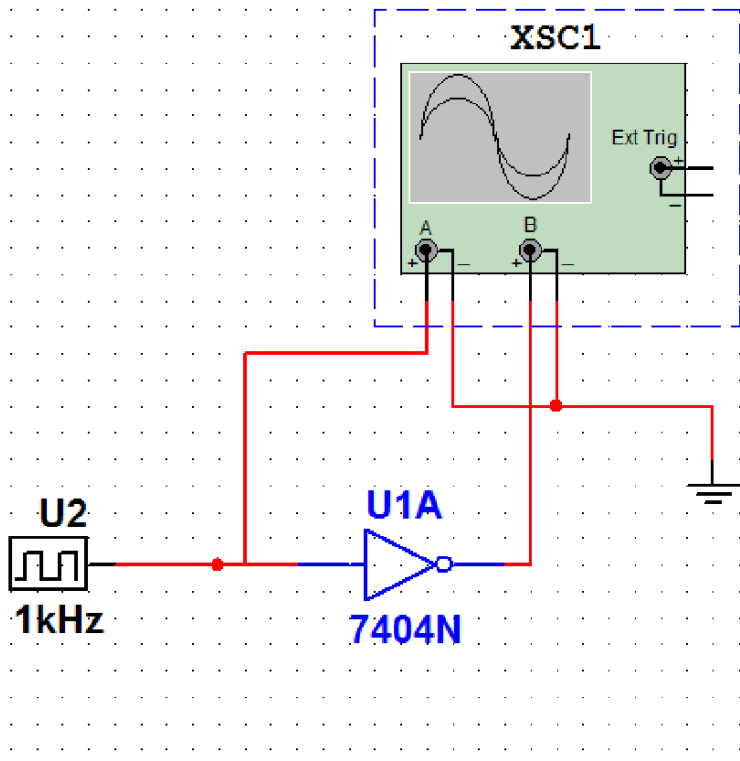 XSC1
Ext Trig
+
_
A
B
+
_
+
_
U2
U1A
1kHz
7404N